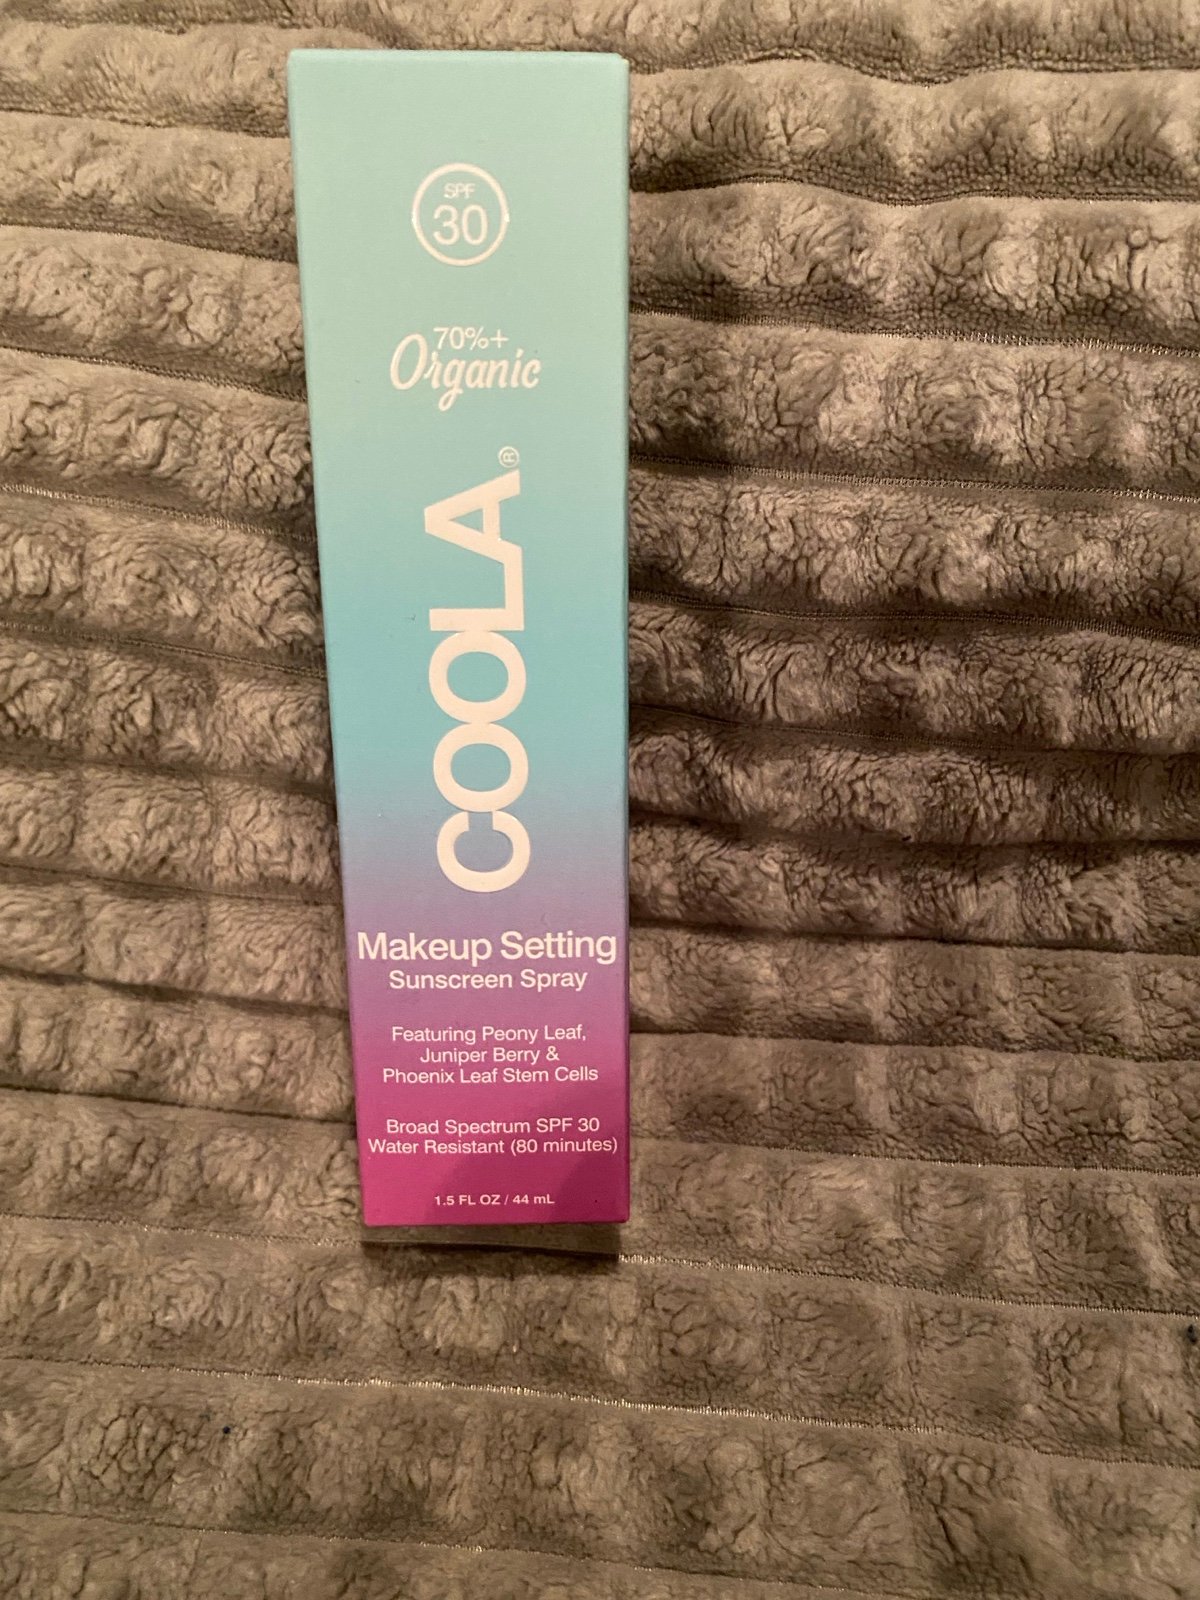 SPF
30
70%+
Organic
COOLA®
Makeup Setting
Sunscreen Spray
Featuring Peony Leaf,
Juniper Berry &
Phoenix Leaf Stem Cells
Broad Spectrum SPF 30
Water Resistant (80 minutes)
1.5 FL OZ / 44 mL